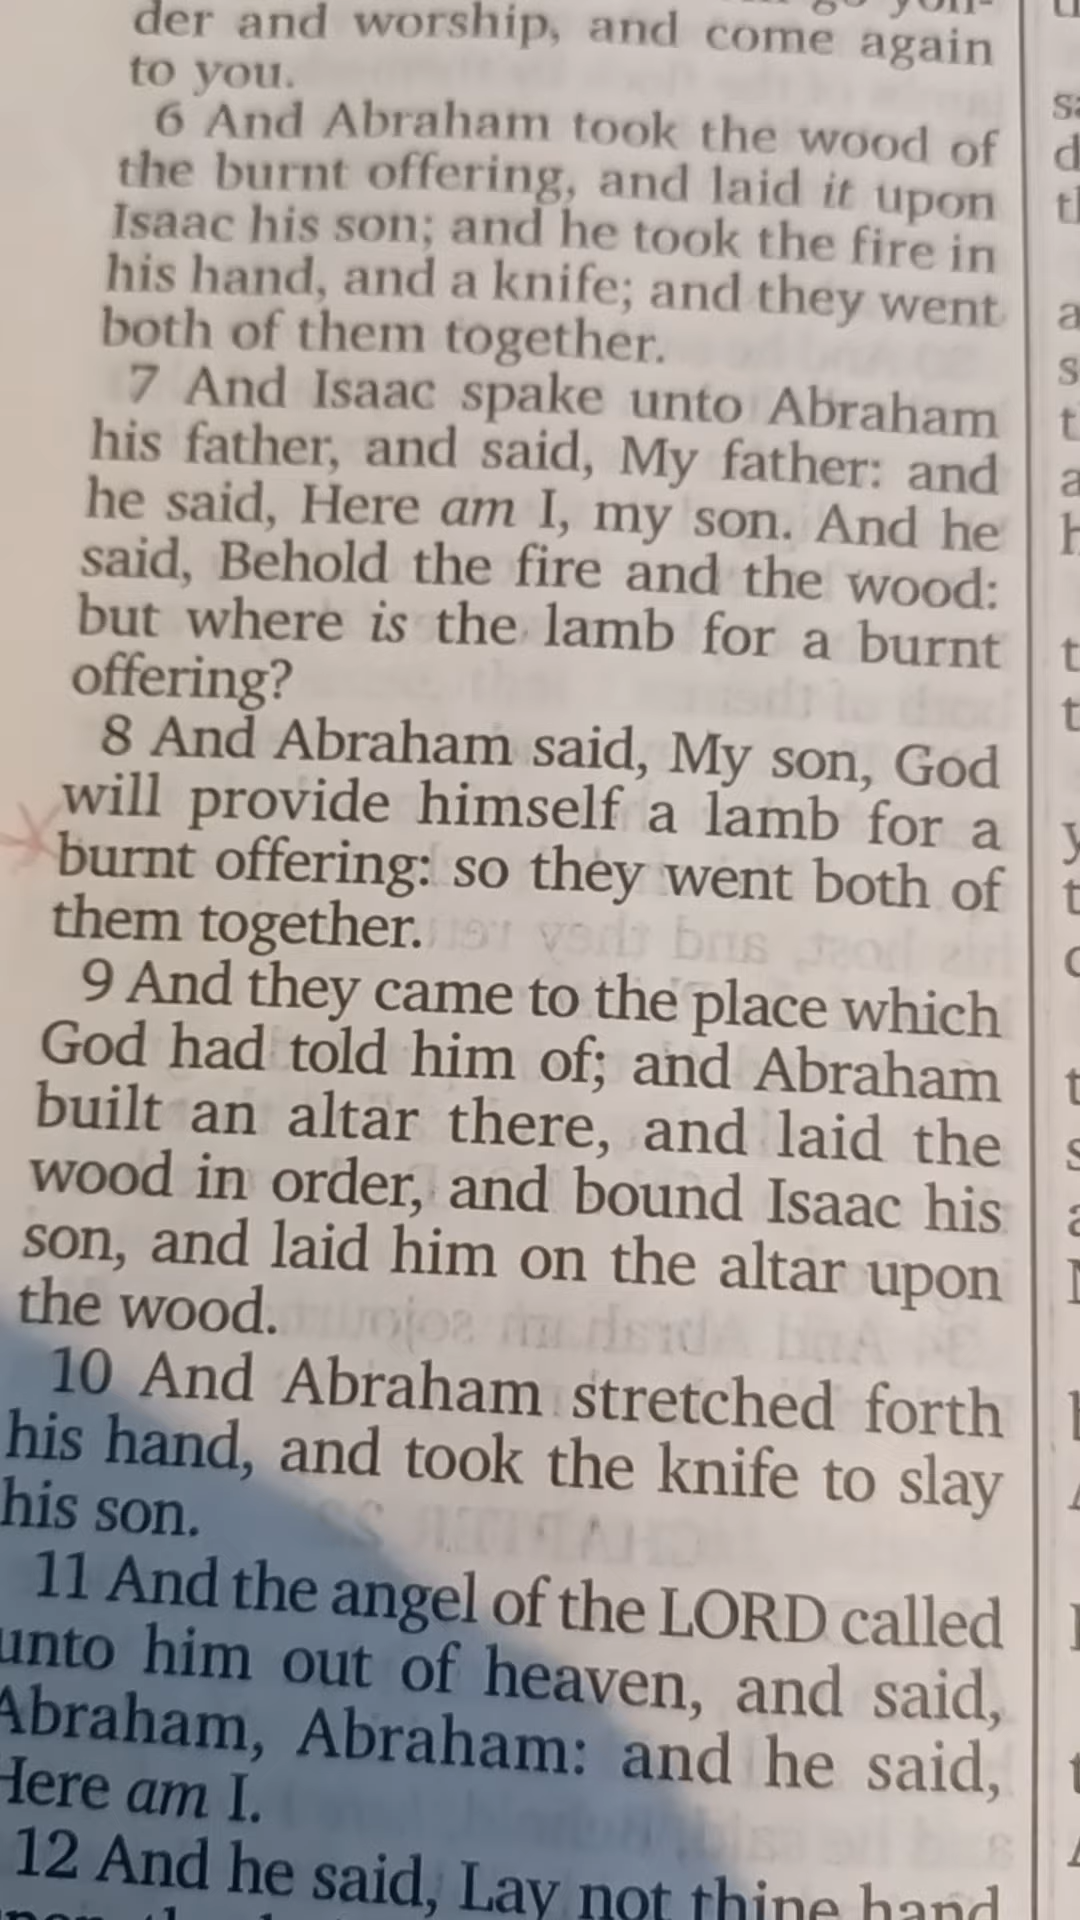 der and worship, and come again
to you.
6 And Abraham took the wood of
the burnt offering, and laid it upon
Isaac his son; and he took the fire in
his hand, and a knife; and they went
both of them together.
7 And Isaac spake unto Abraham
his father, and said, My father: and
he said, Here am I, my son. And he
said, Behold the fire and the wood:
but where is the lamb for a burnt
offering?
8 And Abraham said, My son, God
will provide himself a lamb for a
burnt offering: so they went both of
them together.
9 And they came to the place which
God had told him of; and Abraham
built an altar there, and laid the
wood in order, and bound Isaac his
son, and laid him on the altar upon
the wood.
10 And Abraham stretched forth
his hand, and took the knife to slay
his son.
11 And the angel of the LORD called
unto him out of heaven, and said,
Abraham, Abraham: and he said,
Here am I.
12 And he said, Lay not thine hand